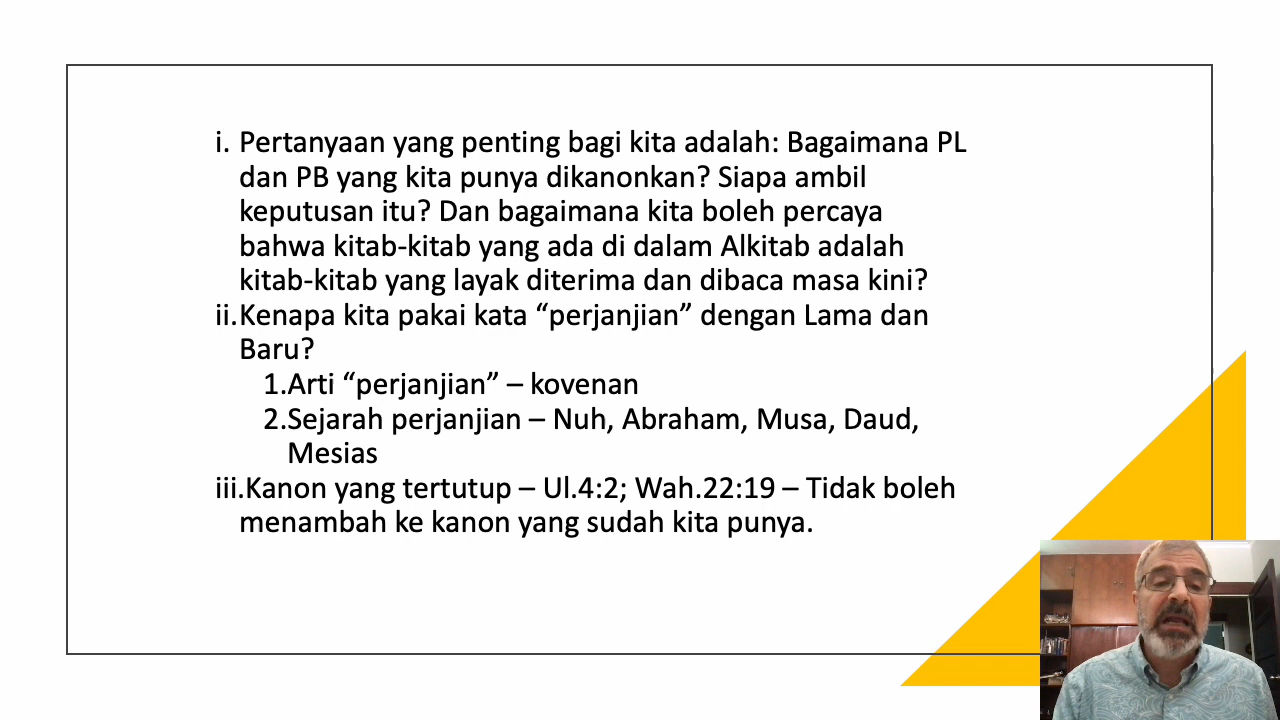 i. Pertanyaan yang penting bagi kita adalah: Bagaimana PL
dan PB yang kita punya dikanonkan? Siapa ambil
keputusan itu? Dan bagaimana kita boleh percaya
bahwa kitab-kitab yang ada di dalam Alkitab adalah
kitab-kitab yang layak diterima dan dibaca masa kini?
ii.Kenapa kita pakai kata “perjanjian” dengan Lama dan
Baru?
1.Arti “perjanjian” – kovenan
2.Sejarah perjanjian – Nuh, Abraham, Musa, Daud,
Mesias
iii.Kanon yang tertutup – Ul.4:2; Wah.22:19 – Tidak boleh
menambah ke kanon yang sudah kita punya.